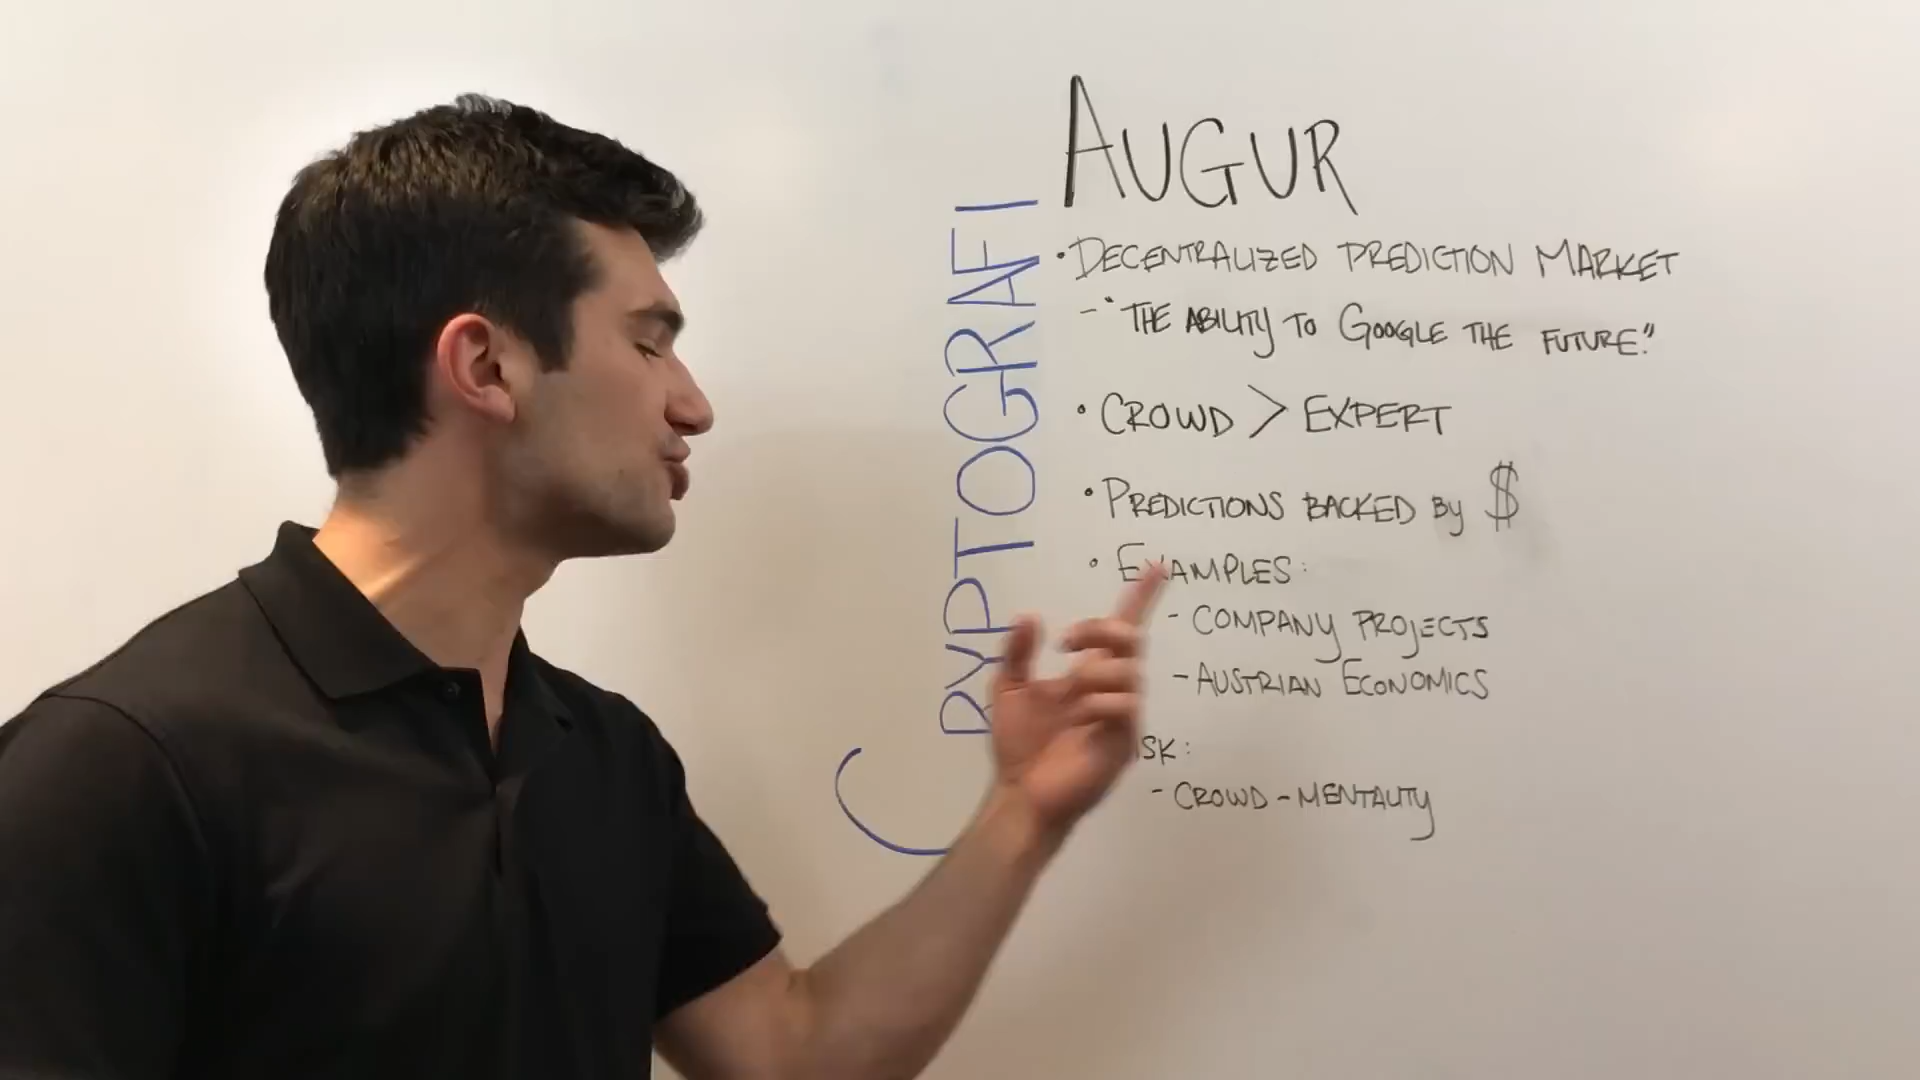 AUGUR
• DECENTRALIZED PREDICTION MARKET
- "THE ABILITY TO GOOGLE THE FUTURE."
• CROWD > EXPERT
• PREDICTIONS BACKED BY $
• EXAMPLES:
- COMPANY PROJECTS
- AUSTRIAN ECONOMICS
SK:
- CROWD-MENTALITY
CRYPTOGRAFI